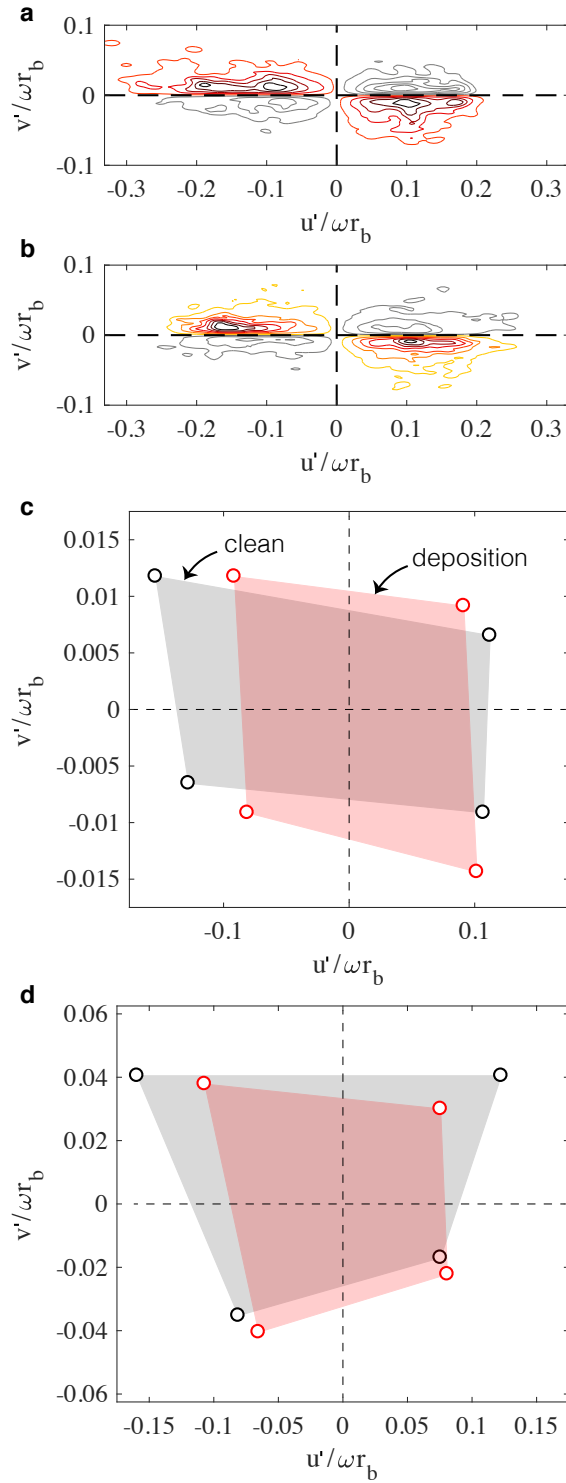 a
0.1
0
-0.1
v'/ωr_b
-0.3 -0.2 -0.1 0 0.1 0.2 0.3
u'/ωr_b
b
0.1
0
-0.1
v'/ωr_b
-0.3 -0.2 -0.1 0 0.1 0.2 0.3
u'/ωr_b
c
clean
deposition
0.015
0.01
0.005
0
-0.005
-0.01
-0.015
v'/ωr_b
-0.1 0 0.1
u'/ωr_b
d
0.06
0.04
0.02
0
-0.02
-0.04
-0.06
v'/ωr_b
-0.15 -0.1 -0.05 0 0.05 0.1 0.15
u'/ωr_b